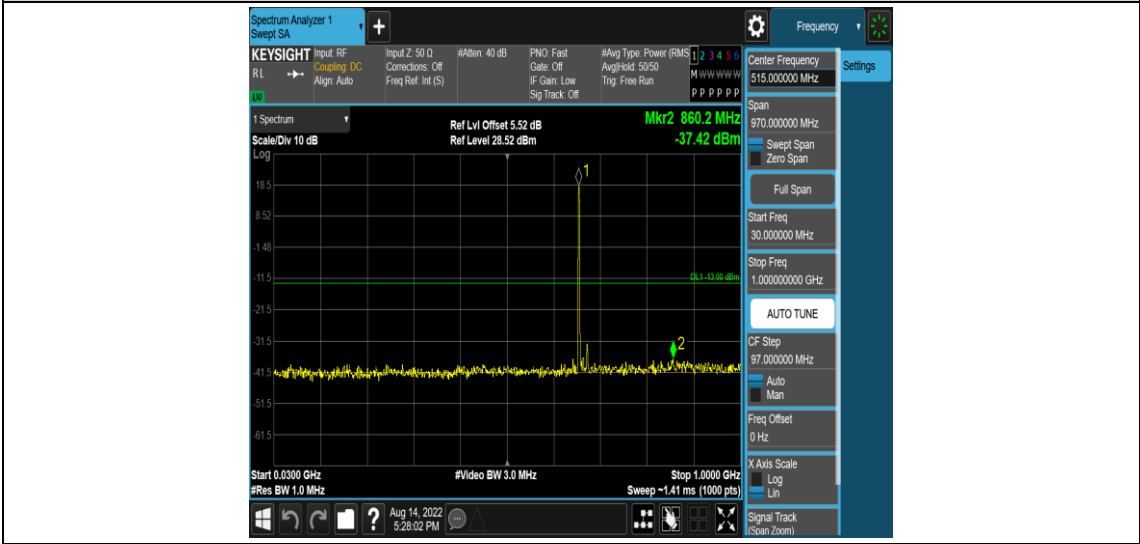 Spectrum Analyzer 1
Swept SA
+
Frequency
KEYSIGHT
RL
Input: RF
Coupling: DC
Align: Auto
Input Z: 50 Ω
Corrections: Off
Freq Ref: Int (S)
#Atten: 40 dB
PNO: Fast
Gate: Off
IF Gain: Low
Sig Track: Off
#Avg Type: Power (RMS
Avg|Hold: 50/50
Trig: Free Run
1 2 3 4 5 6
M W W W W W
P P P P P P
1 Spectrum
Scale/Div 10 dB
Log
Ref Lvl Offset 5.52 dB
Ref Level 28.52 dBm
Mkr2 860.2 MHz
-37.42 dBm
1
18.5
8.52
-1.48
-11.5
DL1 -13.00 dBm
-21.5
-31.5
2
-41.5
-51.5
-61.5
Start 0.0300 GHz
#Res BW 1.0 MHz
#Video BW 3.0 MHz
Stop 1.0000 GHz
Sweep ~1.41 ms (1000 pts)
?
Aug 14, 2022
5:28:02 PM
Center Frequency
515.000000 MHz
Settings
Span
970.000000 MHz
Swept Span
Zero Span
Full Span
Start Freq
30.000000 MHz
Stop Freq
1.000000000 GHz
AUTO TUNE
CF Step
97.000000 MHz
Auto
Man
Freq Offset
0 Hz
X Axis Scale
Log
Lin
Signal Track
(Span Zoom)